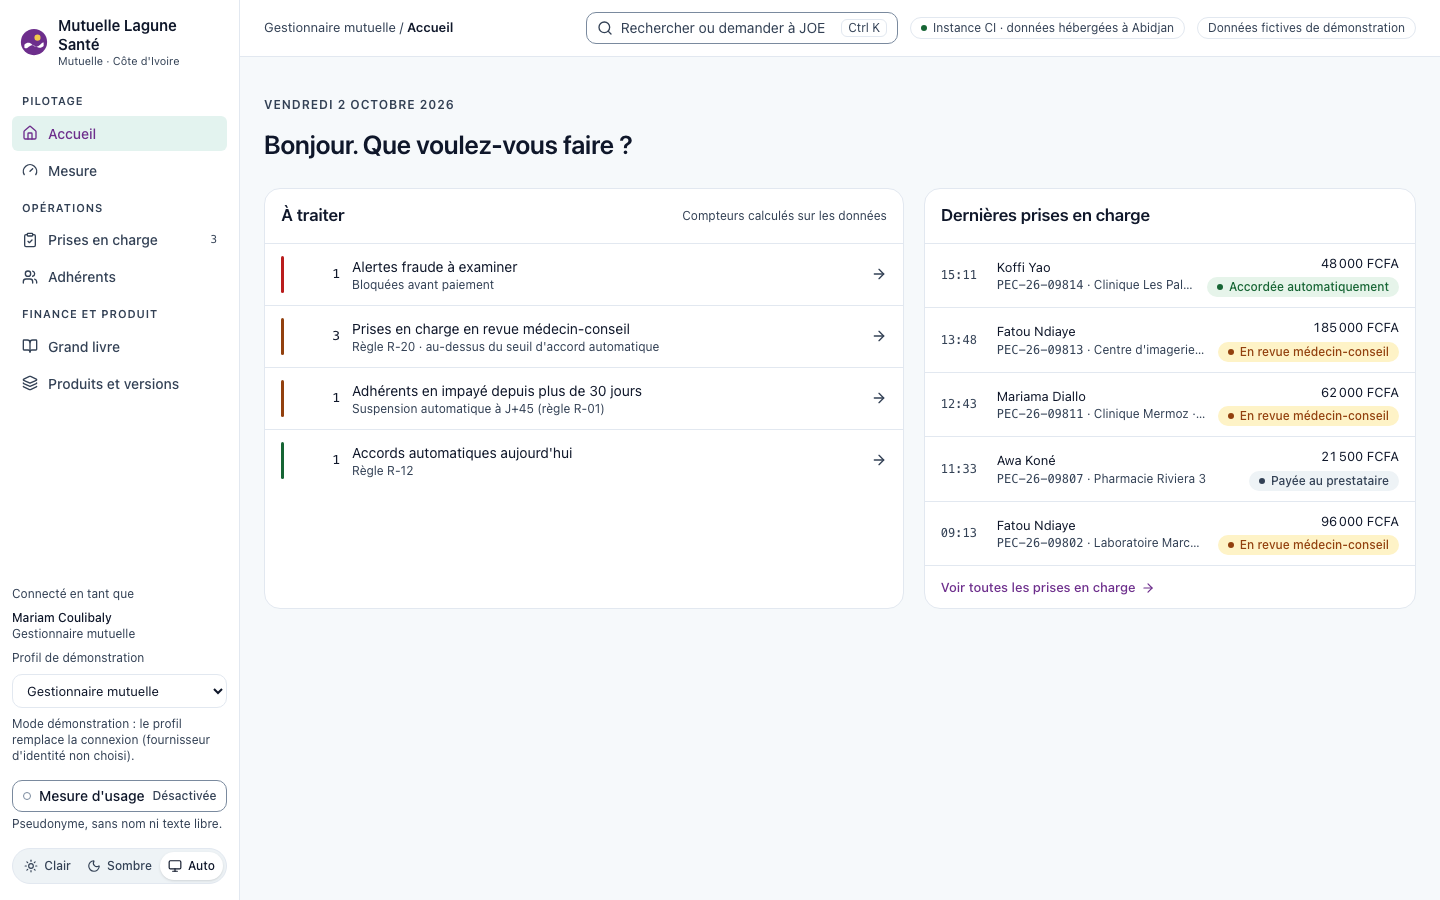 Mutuelle Lagune
Santé
Mutuelle · Côte d'Ivoire
PILOTAGE
Accueil
Mesure
OPÉRATIONS
Prises en charge 3
Adhérents
FINANCE ET PRODUIT
Grand livre
Produits et versions
Connecté en tant que
Mariam Coulibaly
Gestionnaire mutuelle
Profil de démonstration
Gestionnaire mutuelle
Mode démonstration : le profil
remplace la connexion (fournisseur
d'identité non choisi).
Mesure d'usage Désactivée
Pseudonyme, sans nom ni texte libre.
Clair Sombre Auto
Gestionnaire mutuelle / Accueil
Rechercher ou demander à JOE Ctrl K
Instance CI · données hébergées à Abidjan
Données fictives de démonstration
VENDREDI 2 OCTOBRE 2026
Bonjour. Que voulez-vous faire ?
À traiter
Compteurs calculés sur les données
1 Alertes fraude à examiner
Bloquées avant paiement
3 Prises en charge en revue médecin-conseil
Règle R-20 · au-dessus du seuil d'accord automatique
1 Adhérents en impayé depuis plus de 30 jours
Suspension automatique à J+45 (règle R-01)
1 Accords automatiques aujourd'hui
Règle R-12
Dernières prises en charge
15:11 Koffi Yao 48 000 FCFA
PEC-26-09814 · Clinique Les Pal... Accordée automatiquement
13:48 Fatou Ndiaye 185 000 FCFA
PEC-26-09813 · Centre d'imagerie... En revue médecin-conseil
12:43 Mariama Diallo 62 000 FCFA
PEC-26-09811 · Clinique Mermoz ·... En revue médecin-conseil
11:33 Awa Koné 21 500 FCFA
PEC-26-09807 · Pharmacie Riviera 3 Payée au prestataire
09:13 Fatou Ndiaye 96 000 FCFA
PEC-26-09802 · Laboratoire Marc... En revue médecin-conseil
Voir toutes les prises en charge